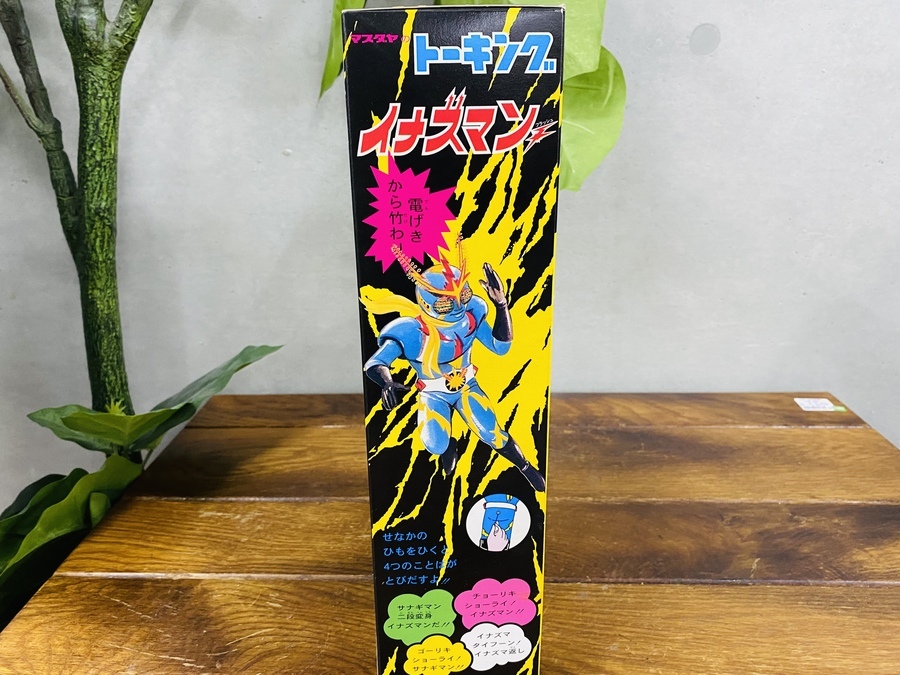 マスダヤの
トーキング
イナズマン
フラッシュ
電げき
から竹わり
せなかの
ひもをひくと
4つのことばが
とびだすよ!!
サナギマン
二段変身
イナズマンだ!!
チョーリキ
ショーライ!
イナズマン!!
ゴーリキ
ショーライ!
サナギマン!!
イナズマ
タイフーン!
イナズマ返し